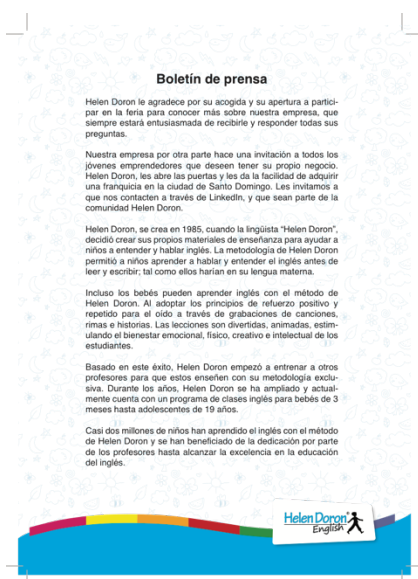 Boletín de prensa
Helen Doron le agradece por su acogida y su apertura a partici-
par en la feria para conocer más sobre nuestra empresa, que
siempre estará entusiasmada de recibirle y responder todas sus
preguntas.
Nuestra empresa por otra parte hace una invitación a todos los
jóvenes emprendedores que deseen tener su propio negocio.
Helen Doron, les abre las puertas y les da la facilidad de adquirir
una franquicia en la ciudad de Santo Domingo. Les invitamos a
que nos contacten a través de LinkedIn, y que sean parte de la
comunidad Helen Doron.
Helen Doron, se crea en 1985, cuando la lingüista “Helen Doron”,
decidió crear sus propios materiales de enseñanza para ayudar a
niños a entender y hablar inglés. La metodología de Helen Doron
permitió a niños aprender a hablar y entender el inglés antes de
leer y escribir; tal como ellos harían en su lengua materna.
Incluso los bebés pueden aprender inglés con el método de
Helen Doron. Al adoptar los principios de refuerzo positivo y
repetido para el oído a través de grabaciones de canciones,
rimas e historias. Las lecciones son divertidas, animadas, estim-
ulando el bienestar emocional, físico, creativo e intelectual de los
estudiantes.
Basado en este éxito, Helen Doron empezó a entrenar a otros
profesores para que estos enseñen con su metodología exclu-
siva. Durante los años, Helen Doron se ha ampliado y actual-
mente cuenta con un programa de clases inglés para bebés de 3
meses hasta adolescentes de 19 años.
Casi dos millones de niños han aprendido el inglés con el método
de Helen Doron y se han beneficiado de la dedicación por parte
de los profesores hasta alcanzar la excelencia en la educación
del inglés.
Helen Doron
English